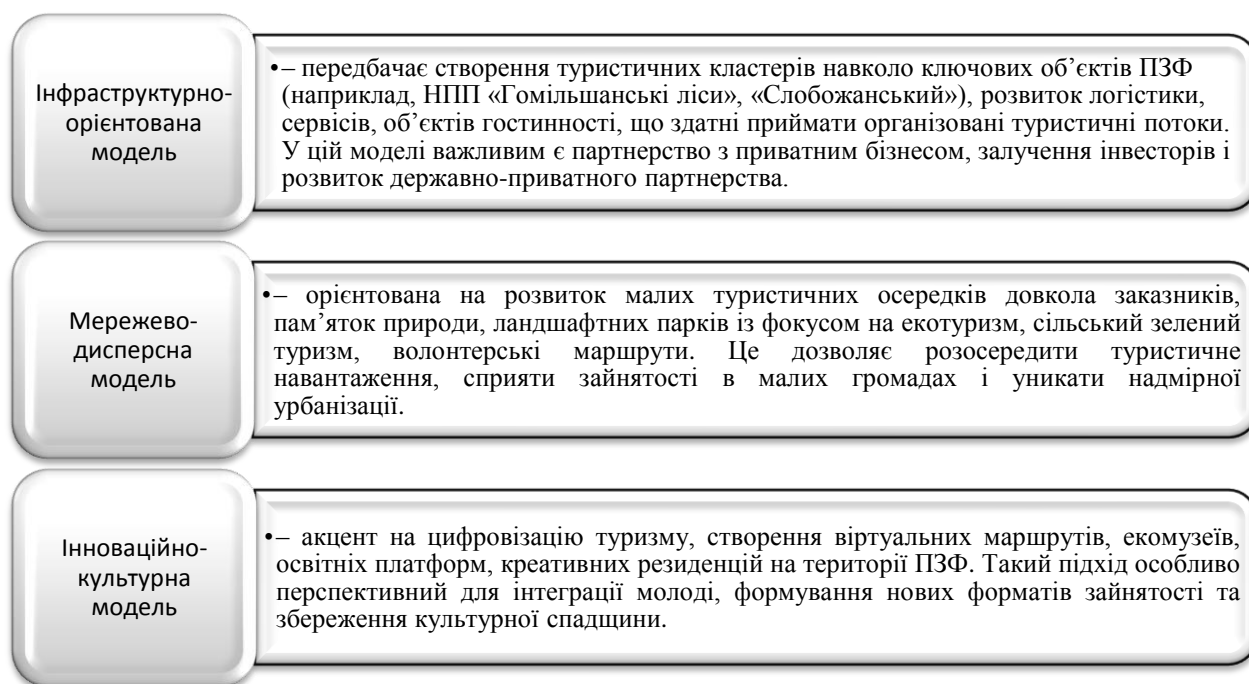 Інфраструктурно-
орієнтована
модель
•– передбачає створення туристичних кластерів навколо ключових об’єктів ПЗФ
(наприклад, НПП «Гомільшанські ліси», «Слобожанський»), розвиток логістики,
сервісів, об’єктів гостинності, що здатні приймати організовані туристичні потоки.
У цій моделі важливим є партнерство з приватним бізнесом, залучення інвесторів і
розвиток державно-приватного партнерства.
Мережево-
дисперсна
модель
•– орієнтована на розвиток малих туристичних осередків довкола заказників,
пам’яток природи, ландшафтних парків із фокусом на екотуризм, сільський зелений
туризм, волонтерські маршрути. Це дозволяє розосередити туристичне
навантаження, сприяти зайнятості в малих громадах і уникати надмірної
урбанізації.
Інноваційно-
культурна
модель
•– акцент на цифровізацію туризму, створення віртуальних маршрутів, екомузеїв,
освітніх платформ, креативних резиденцій на території ПЗФ. Такий підхід особливо
перспективний для інтеграції молоді, формування нових форматів зайнятості та
збереження культурної спадщини.